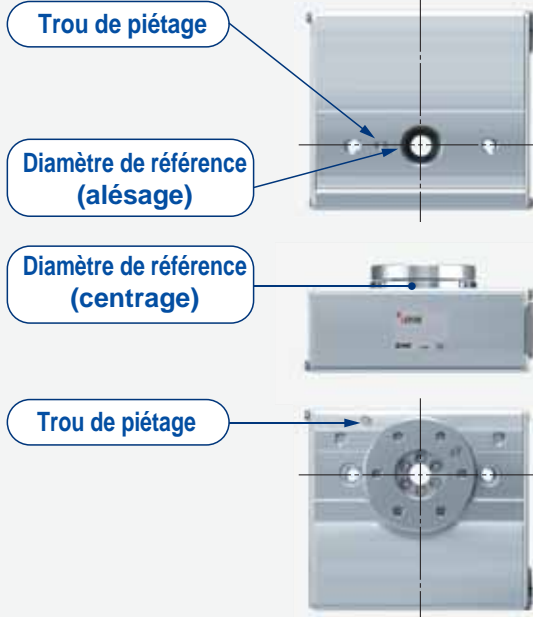 Trou de piétage
Diamètre de référence
(alésage)
Diamètre de référence
(centrage)
Trou de piétage